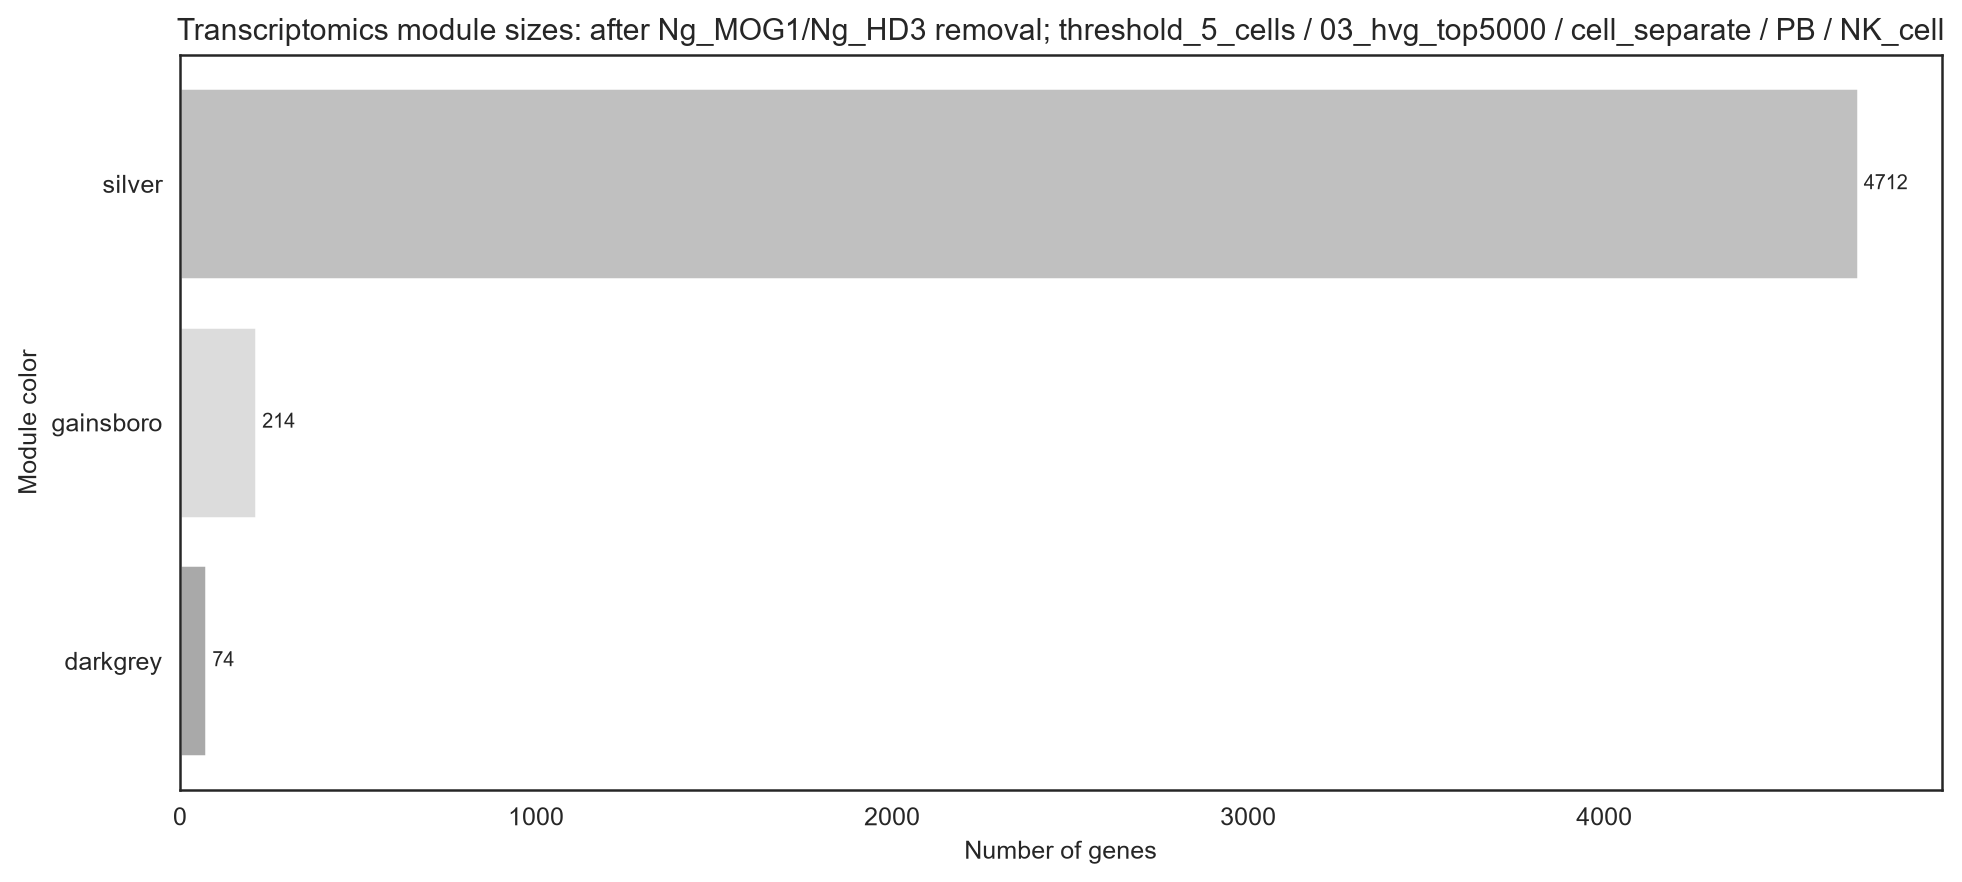 Transcriptomics module sizes: after Ng_MOG1/Ng_HD3 removal; threshold_5_cells / 03_hvg_top5000 / cell_separate / PB / NK_cell
silver
4712
Module color
gainsboro
214
darkgrey
74
0 1000 2000 3000 4000
Number of genes